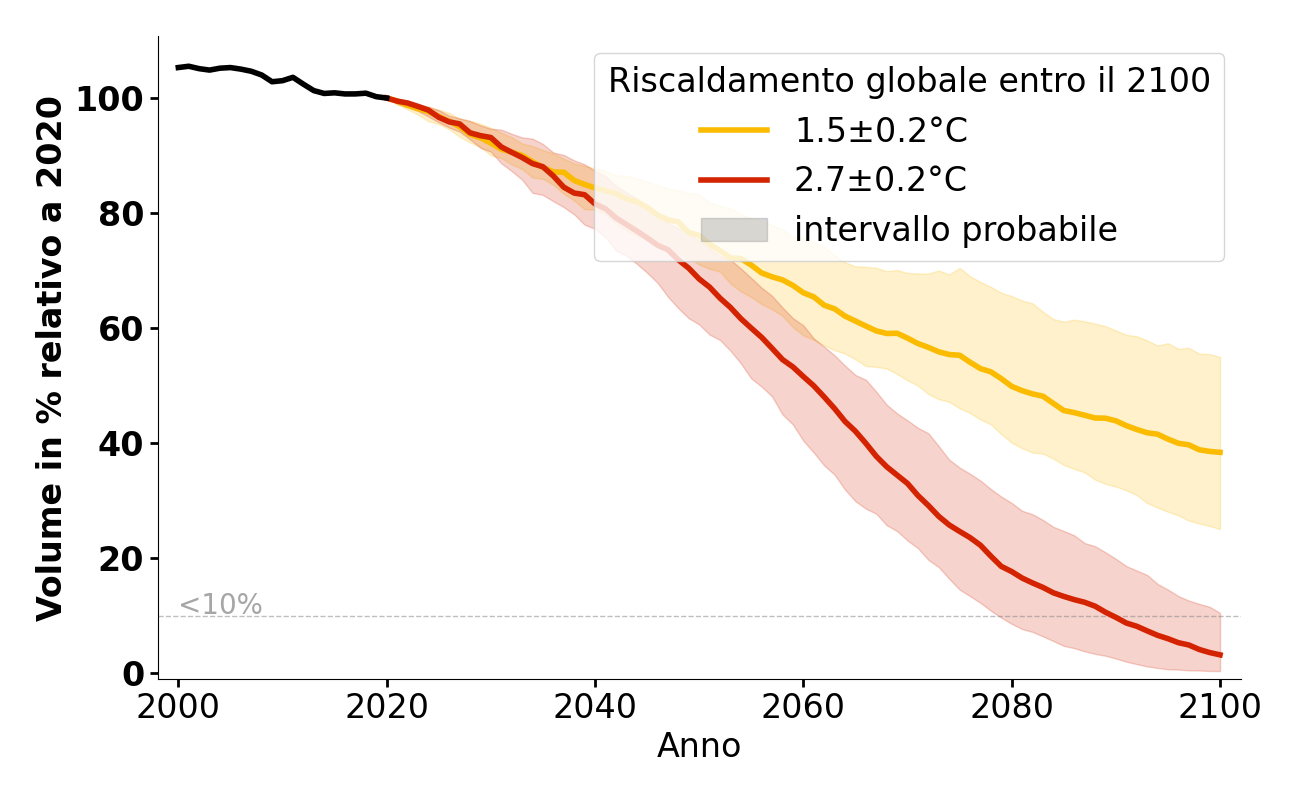 Volume in % relativo a 2020
100
80
60
40
20
0
<10%
Riscaldamento globale entro il 2100
1.5±0.2°C
2.7±0.2°C
intervallo probabile
2000 2020 2040 2060 2080 2100
Anno